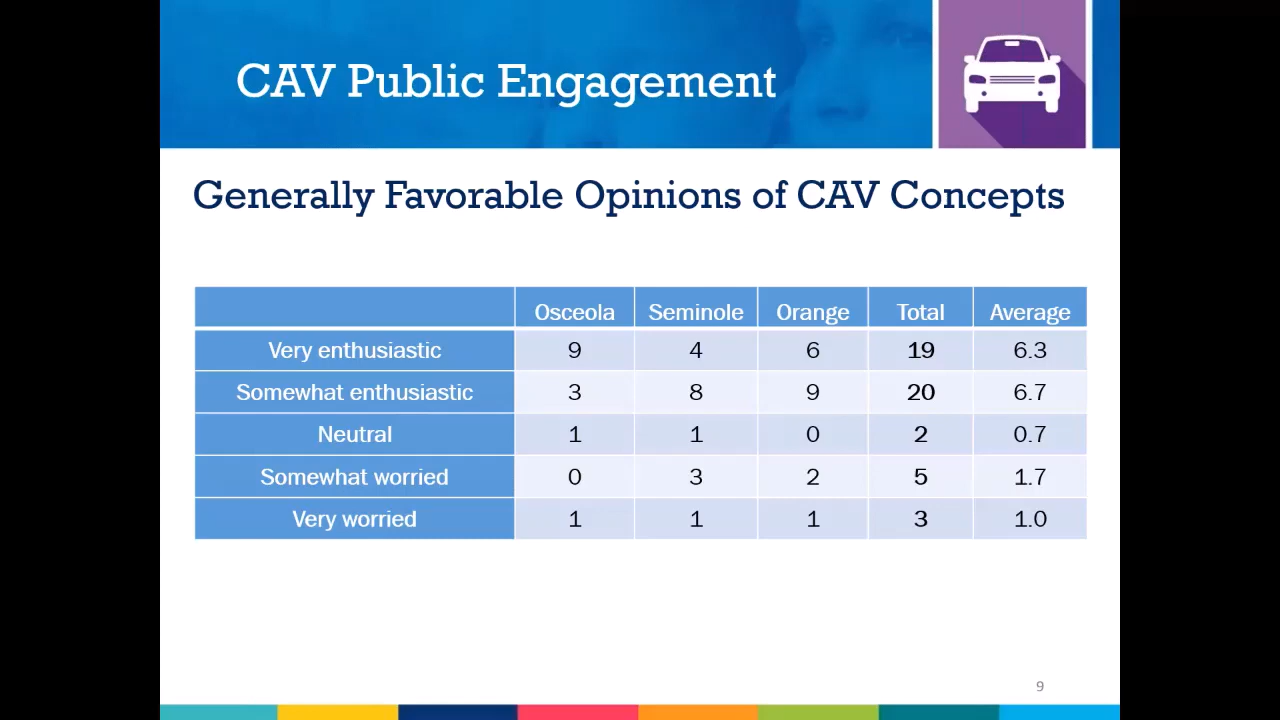 CAV Public Engagement
Generally Favorable Opinions of CAV Concepts
Osceola Seminole Orange Total Average
Very enthusiastic 9 4 6 19 6.3
Somewhat enthusiastic 3 8 9 20 6.7
Neutral 1 1 0 2 0.7
Somewhat worried 0 3 2 5 1.7
Very worried 1 1 1 3 1.0
9